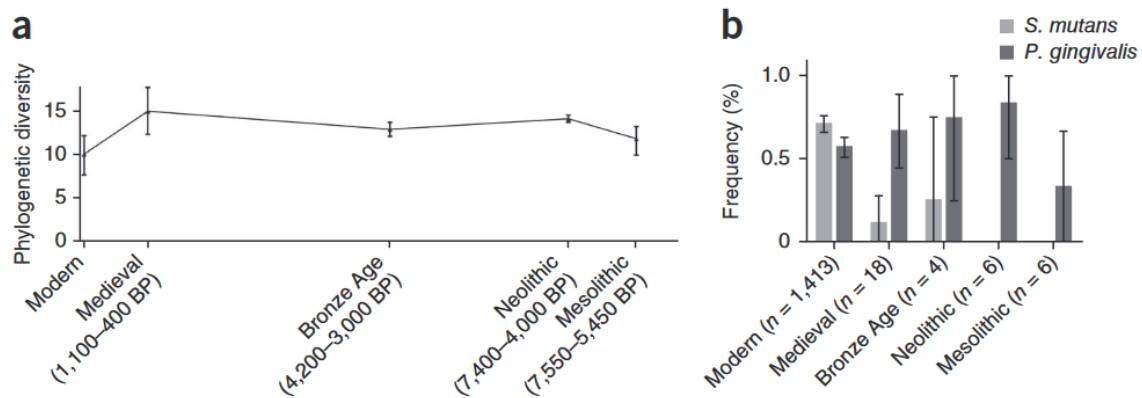 a
Phylogenetic diversity
15
10
5
0
Modern
Medieval
(1,100–400 BP)
Bronze Age
(4,200–3,000 BP)
Neolithic
(7,400–4,000 BP)
Mesolithic
(7,550–5,450 BP)
b
S. mutans
P. gingivalis
Frequency (%)
1.0
0.5
0
Modern (n = 1,413)
Medieval (n = 18)
Bronze Age (n = 4)
Neolithic (n = 6)
Mesolithic (n = 6)